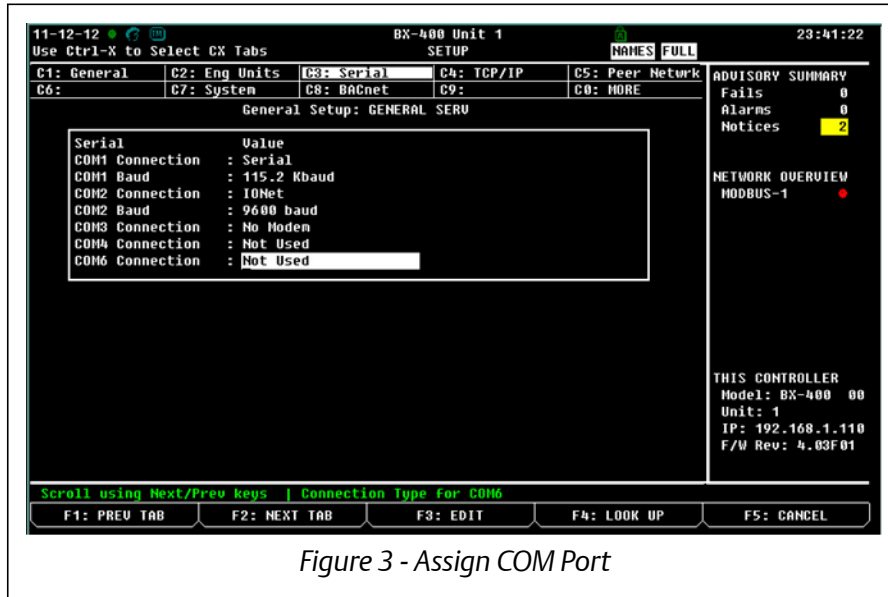 11-12-12 BX-400 Unit 1 23:41:22
Use Ctrl-X to Select CX Tabs SETUP NAMES FULL
C1: General C2: Eng Units C3: Serial C4: TCP/IP C5: Peer Netwrk
C6: C7: System C8: BACnet C9: C0: MORE
General Setup: GENERAL SERV
Serial Value
COM1 Connection : Serial
COM1 Baud : 115.2 Kbaud
COM2 Connection : IONet
COM2 Baud : 9600 baud
COM3 Connection : No Modem
COM4 Connection : Not Used
COM6 Connection : Not Used
ADVISORY SUMMARY
Fails 0
Alarms 0
Notices 2
NETWORK OVERVIEW
MODBUS-1
THIS CONTROLLER
Model: BX-400 00
Unit: 1
IP: 192.168.1.110
F/W Rev: 4.03F01
Scroll using Next/Prev keys | Connection Type for COM6
F1: PREV TAB F2: NEXT TAB F3: EDIT F4: LOOK UP F5: CANCEL
Figure 3 - Assign COM Port